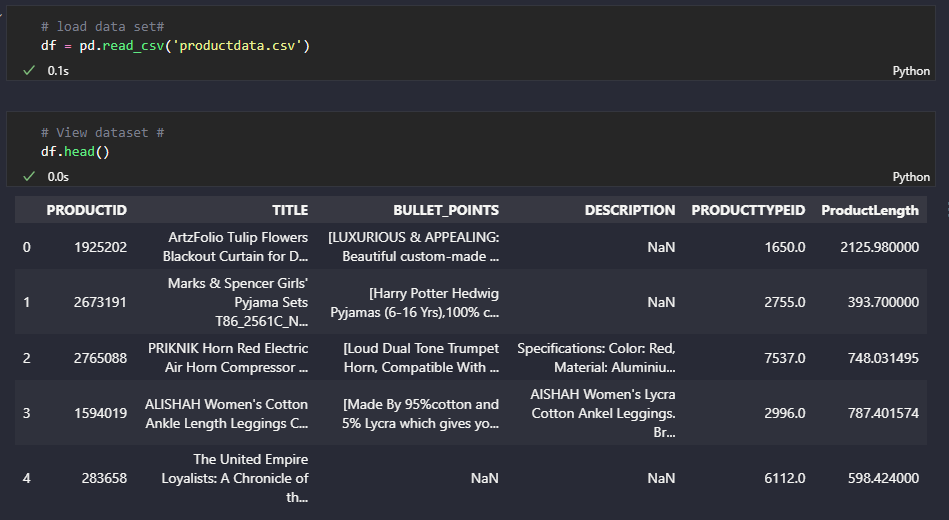 # load data set#
df = pd.read_csv('productdata.csv')
0.1s Python
# View dataset #
df.head()
0.0s Python
PRODUCTID TITLE BULLET_POINTS DESCRIPTION PRODUCTTYPEID ProductLength
0 1925202 ArtzFolio Tulip Flowers Blackout Curtain for D... [LUXURIOUS & APPEALING: Beautiful custom-made ... NaN 1650.0 2125.980000
1 2673191 Marks & Spencer Girls' Pyjama Sets T86_2561C_N... [Harry Potter Hedwig Pyjamas (6-16 Yrs),100% c... NaN 2755.0 393.700000
2 2765088 PRIKNIK Horn Red Electric Air Horn Compressor ... [Loud Dual Tone Trumpet Horn, Compatible With ... Specifications: Color: Red, Material: Aluminiu... 7537.0 748.031495
3 1594019 ALISHAH Women's Cotton Ankle Length Leggings C... [Made By 95%cotton and 5% Lycra which gives yo... AISHAH Women's Lycra Cotton Ankel Leggings. Br... 2996.0 787.401574
4 283658 The United Empire Loyalists: A Chronicle of th... NaN NaN 6112.0 598.424000